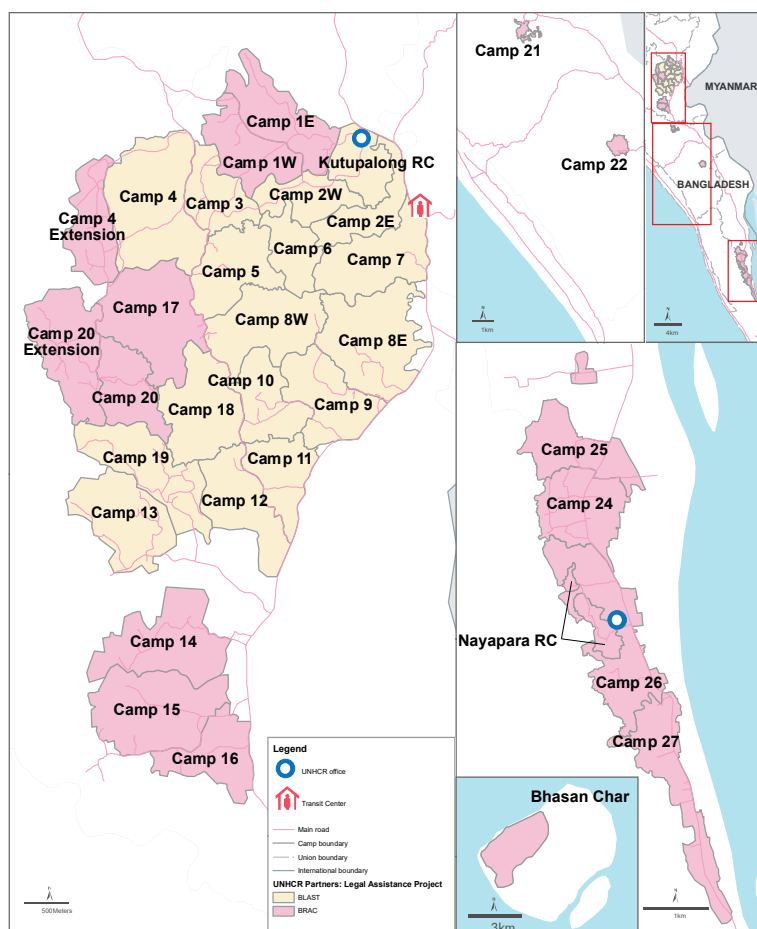 Camp 1E
Camp 1W
Kutupalong RC
Camp 4
Camp 3
Camp 2W
Camp 4
Extension
Camp 2E
Camp 6
Camp 7
Camp 5
Camp 17
Camp 20
Extension
Camp 8W
Camp 8E
Camp 10
Camp 20
Camp 18
Camp 9
Camp 19
Camp 11
Camp 12
Camp 13
Camp 14
Camp 15
Camp 16
N
500Meters
Legend
UNHCR office
Transit Center
Main road
Camp boundary
Union boundary
International boundary
UNHCR Partners: Legal Assistance Project
BLAST
BRAC
Camp 21
Camp 22
N
1km
MYANMAR
BANGLADESH
N
4km
Camp 25
Camp 24
Nayapara RC
Camp 26
Camp 27
N
1km
Bhasan Char
N
3km